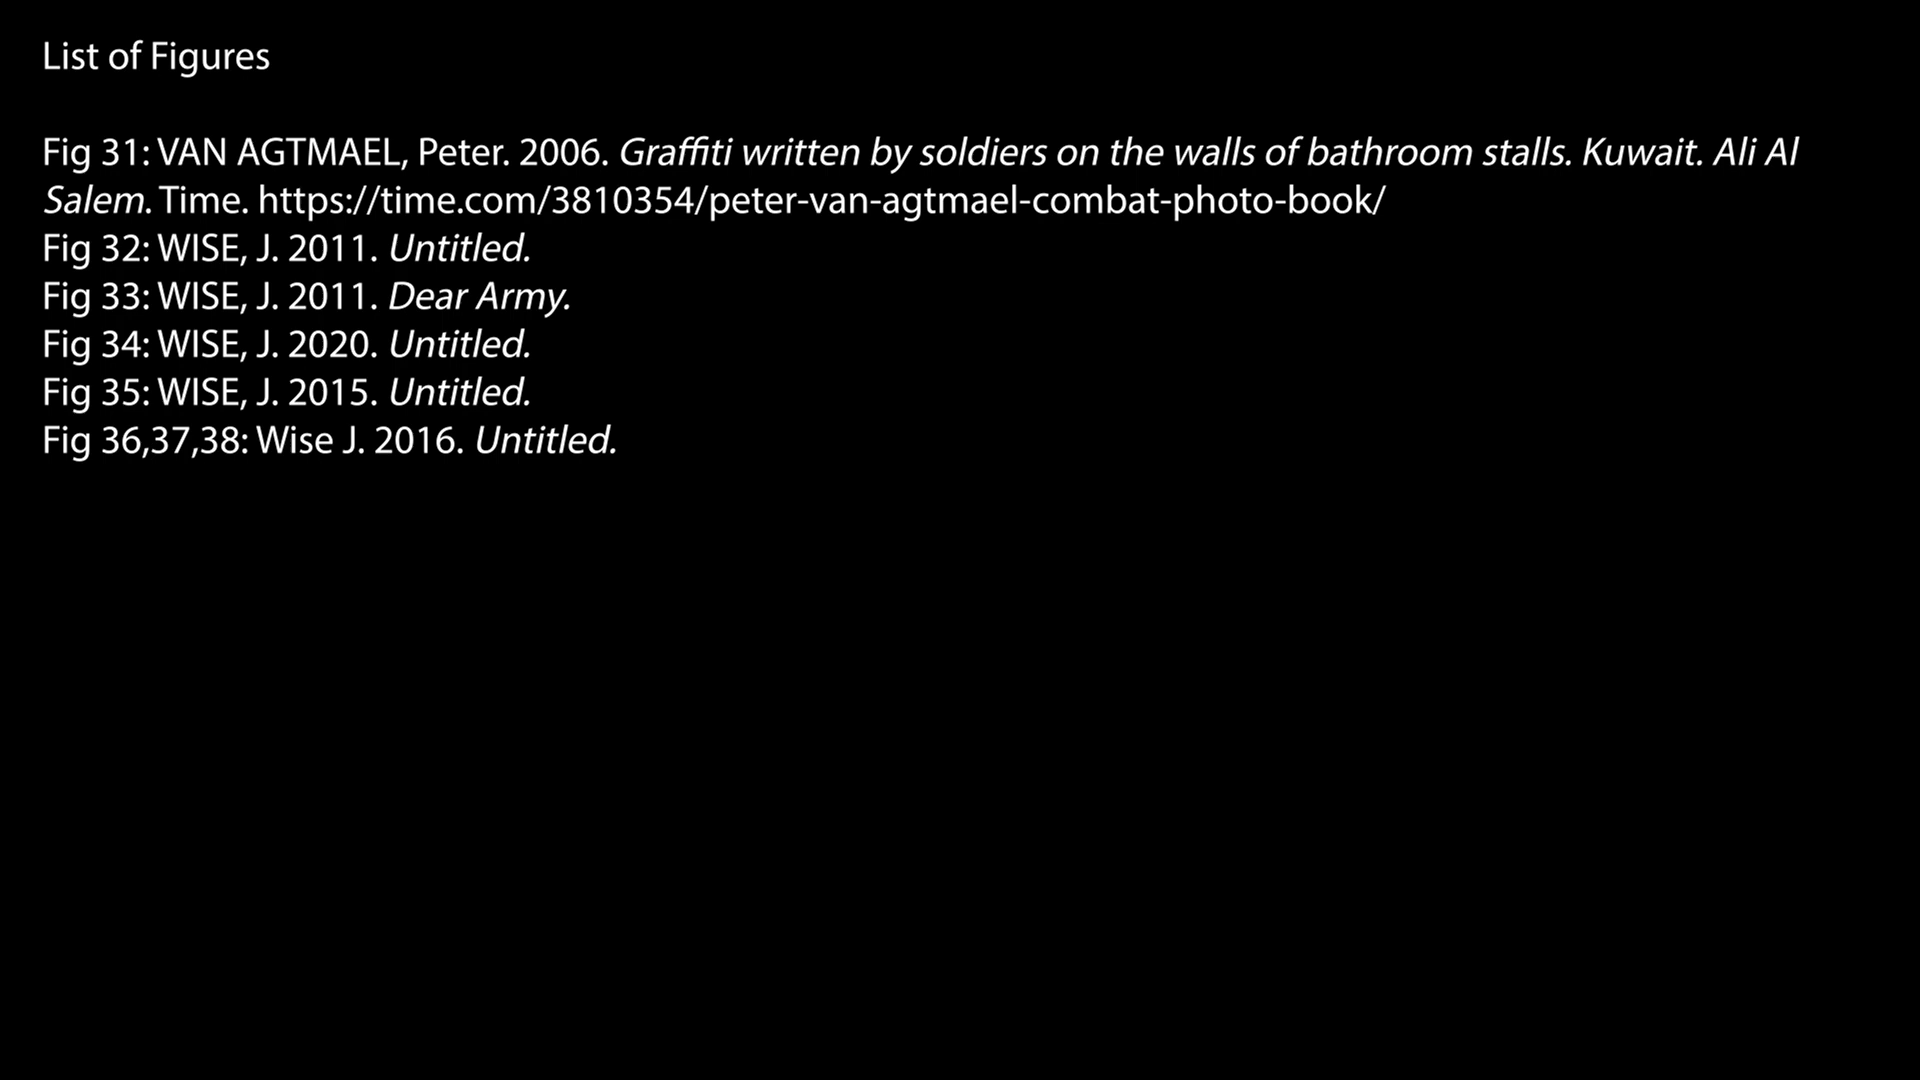 List of Figures
Fig 31: VAN AGTMAEL, Peter. 2006. Graffiti written by soldiers on the walls of bathroom stalls. Kuwait. Ali Al
Salem. Time. https://time.com/3810354/peter-van-agtmael-combat-photo-book/
Fig 32: WISE, J. 2011. Untitled.
Fig 33: WISE, J. 2011. Dear Army.
Fig 34: WISE, J. 2020. Untitled.
Fig 35: WISE, J. 2015. Untitled.
Fig 36,37,38: Wise J. 2016. Untitled.